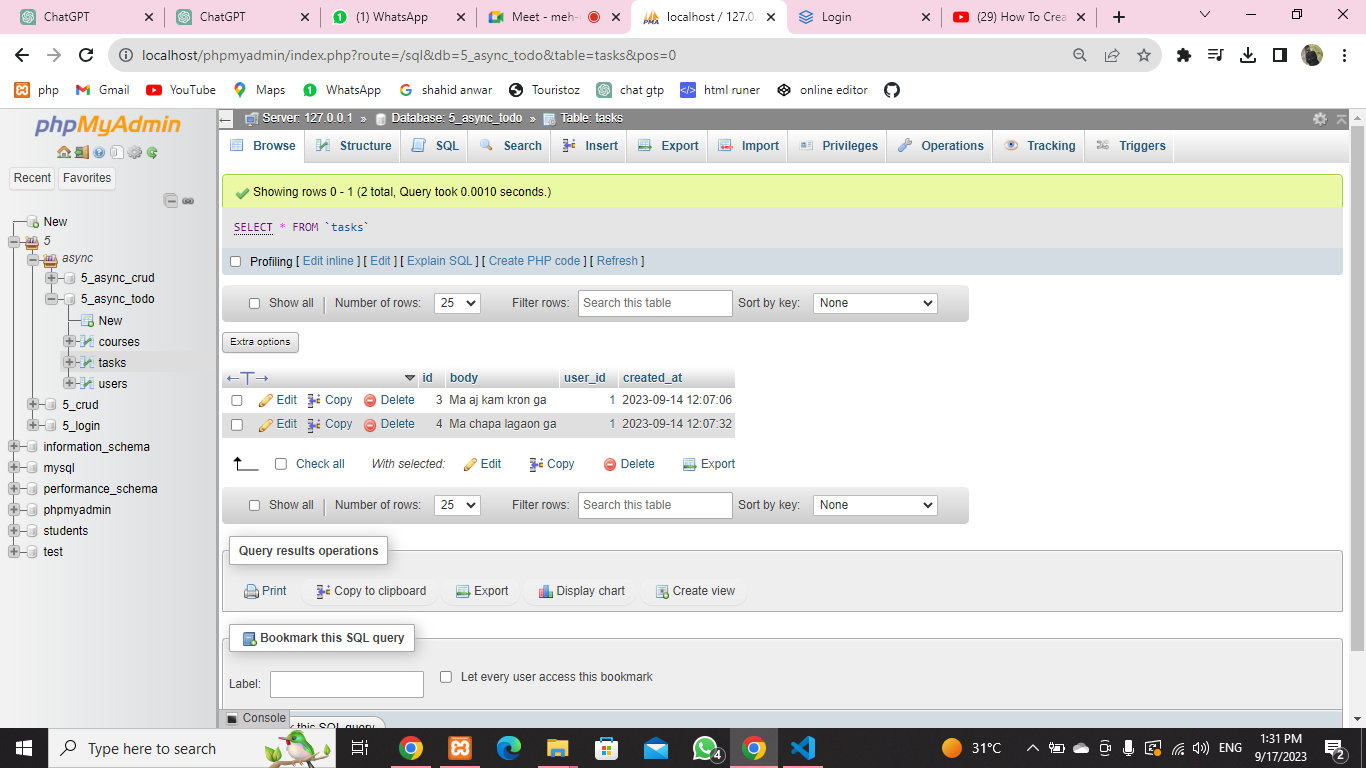 ChatGPT
ChatGPT
(1) WhatsApp
Meet - meh-
localhost / 127.0.
Login
(29) How To Crea
localhost/phpmyadmin/index.php?route=/sql&db=5_async_todo&table=tasks&pos=0
php
Gmail
YouTube
Maps
WhatsApp
shahid anwar
Touristoz
chat gtp
html runer
online editor
phpMyAdmin
Recent
Favorites
New
5
async
5_async_crud
5_async_todo
New
courses
tasks
users
5_crud
5_login
information_schema
mysql
performance_schema
phpmyadmin
students
test
Server: 127.0.0.1 » Database: 5_async_todo » Table: tasks
Browse Structure SQL Search Insert Export Import Privileges Operations Tracking Triggers
Showing rows 0 - 1 (2 total, Query took 0.0010 seconds.)
SELECT * FROM `tasks`
Profiling [ Edit inline ] [ Edit ] [ Explain SQL ] [ Create PHP code ] [ Refresh ]
Show all | Number of rows: 25 Filter rows: Search this table Sort by key: None
Extra options
←T→ id body user_id created_at
Edit Copy Delete 3 Ma aj kam kron ga 1 2023-09-14 12:07:06
Edit Copy Delete 4 Ma chapa lagaon ga 1 2023-09-14 12:07:32
Check all With selected: Edit Copy Delete Export
Show all | Number of rows: 25 Filter rows: Search this table Sort by key: None
Query results operations
Print Copy to clipboard Export Display chart Create view
Bookmark this SQL query
Label: Let every user access this bookmark
Console
this SQL query
Type here to search
4
31°C
ENG
1:31 PM
9/17/2023
2